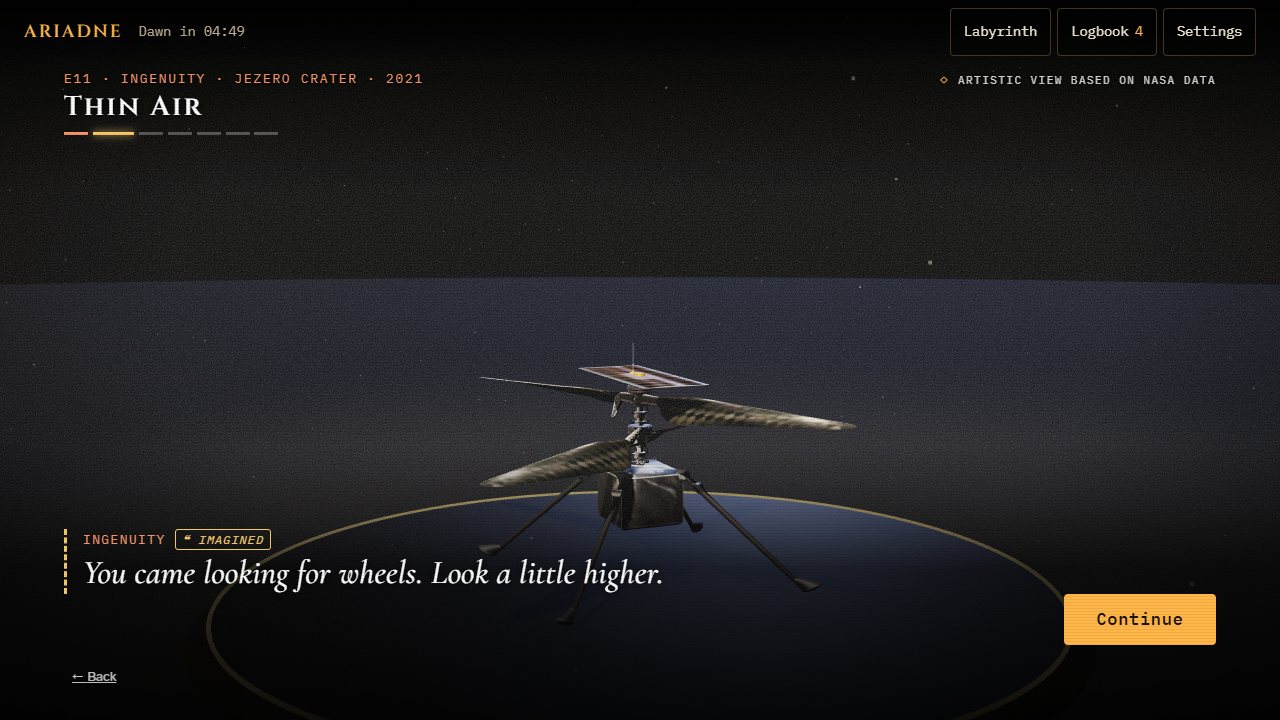 ARIADNE Dawn in 04:49 Labyrinth Logbook 4 Settings
E11 · INGENUITY · JEZERO CRATER · 2021
◇ ARTISTIC VIEW BASED ON NASA DATA
THIN AIR
INGENUITY ❝ IMAGINED
You came looking for wheels. Look a little higher.
Continue
← Back